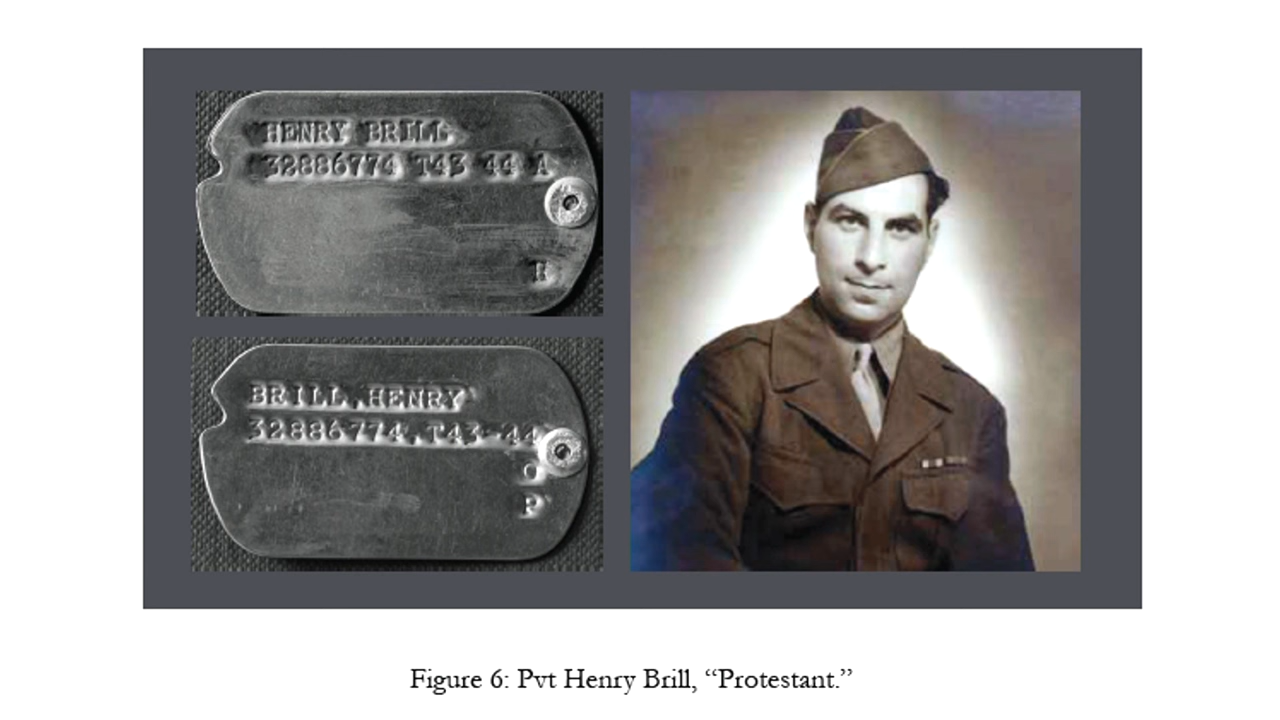 HENRY BRILL
32886774 T43 44 A
H
BRILL, HENRY
32886774, T43-44
O
P
Figure 6: Pvt Henry Brill, “Protestant.”